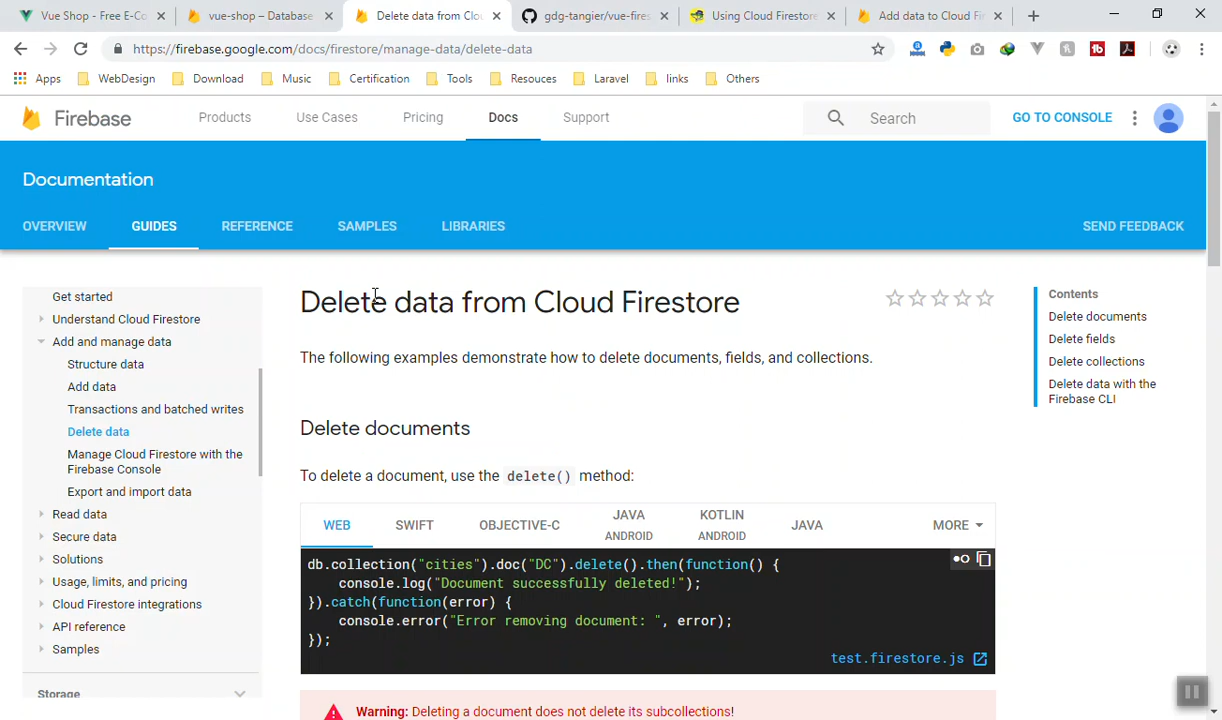 Vue Shop - Free E-Co
vue-shop – Database
Delete data from Clou
gdg-tangier/vue-fires
Using Cloud Firestore
Add data to Cloud Fir
https://firebase.google.com/docs/firestore/manage-data/delete-data
Apps WebDesign Download Music Certification Tools Resouces Laravel links Others
Firebase Products Use Cases Pricing Docs Support Search GO TO CONSOLE
Documentation
OVERVIEW GUIDES REFERENCE SAMPLES LIBRARIES SEND FEEDBACK
Get started
Understand Cloud Firestore
Add and manage data
Structure data
Add data
Transactions and batched writes
Delete data
Manage Cloud Firestore with the
Firebase Console
Export and import data
Read data
Secure data
Solutions
Usage, limits, and pricing
Cloud Firestore integrations
API reference
Samples
Storage
Delete data from Cloud Firestore
The following examples demonstrate how to delete documents, fields, and collections.
Delete documents
To delete a document, use the delete() method:
WEB SWIFT OBJECTIVE-C JAVA ANDROID KOTLIN ANDROID JAVA MORE
db.collection("cities").doc("DC").delete().then(function() {
console.log("Document successfully deleted!");
}).catch(function(error) {
console.error("Error removing document: ", error);
});
test.firestore.js
Warning: Deleting a document does not delete its subcollections!
Contents
Delete documents
Delete fields
Delete collections
Delete data with the
Firebase CLI